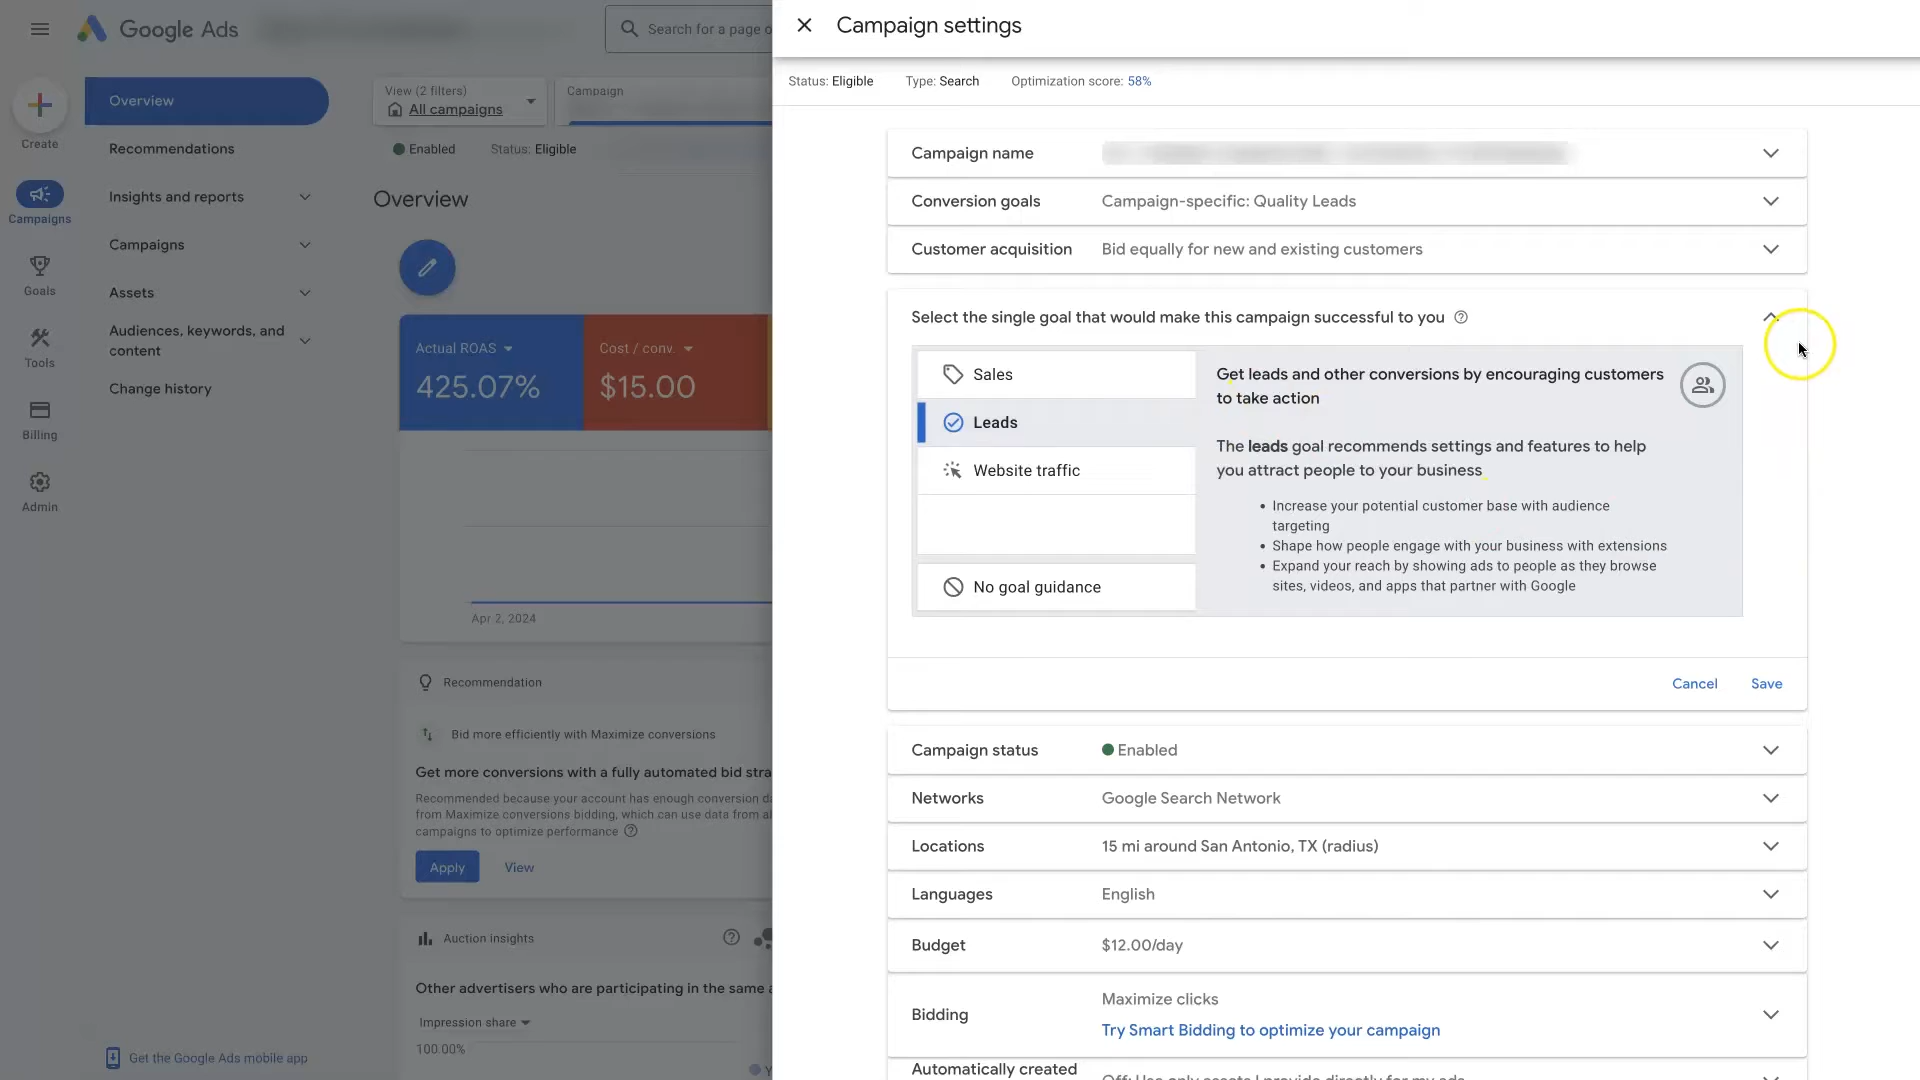 Google Ads
Search for a page o
Campaign settings
Status: Eligible
Type: Search
Optimization score: 58%
Create
Campaigns
Goals
Tools
Billing
Admin
Overview
Recommendations
Insights and reports
Campaigns
Assets
Audiences, keywords, and
content
Change history
Get the Google Ads mobile app
View (2 filters)
All campaigns
Campaign
Enabled
Status: Eligible
Overview
Actual ROAS
425.07%
Cost / conv.
$15.00
Apr 2, 2024
Recommendation
Bid more efficiently with Maximize conversions
Get more conversions with a fully automated bid stra
Recommended because your account has enough conversion da
from Maximize conversions bidding, which can use data from al
campaigns to optimize performance
Apply
View
Auction insights
Other advertisers who are participating in the same a
Impression share
100.00%
Y
Campaign name
Conversion goals
Campaign-specific: Quality Leads
Customer acquisition
Bid equally for new and existing customers
Select the single goal that would make this campaign successful to you
Sales
Leads
Website traffic
No goal guidance
Get leads and other conversions by encouraging customers
to take action
The leads goal recommends settings and features to help
you attract people to your business
• Increase your potential customer base with audience
targeting
• Shape how people engage with your business with extensions
• Expand your reach by showing ads to people as they browse
sites, videos, and apps that partner with Google
Cancel
Save
Campaign status
Enabled
Networks
Google Search Network
Locations
15 mi around San Antonio, TX (radius)
Languages
English
Budget
$12.00/day
Bidding
Maximize clicks
Try Smart Bidding to optimize your campaign
Automatically created
Off: Use only assets I provide directly for my ads